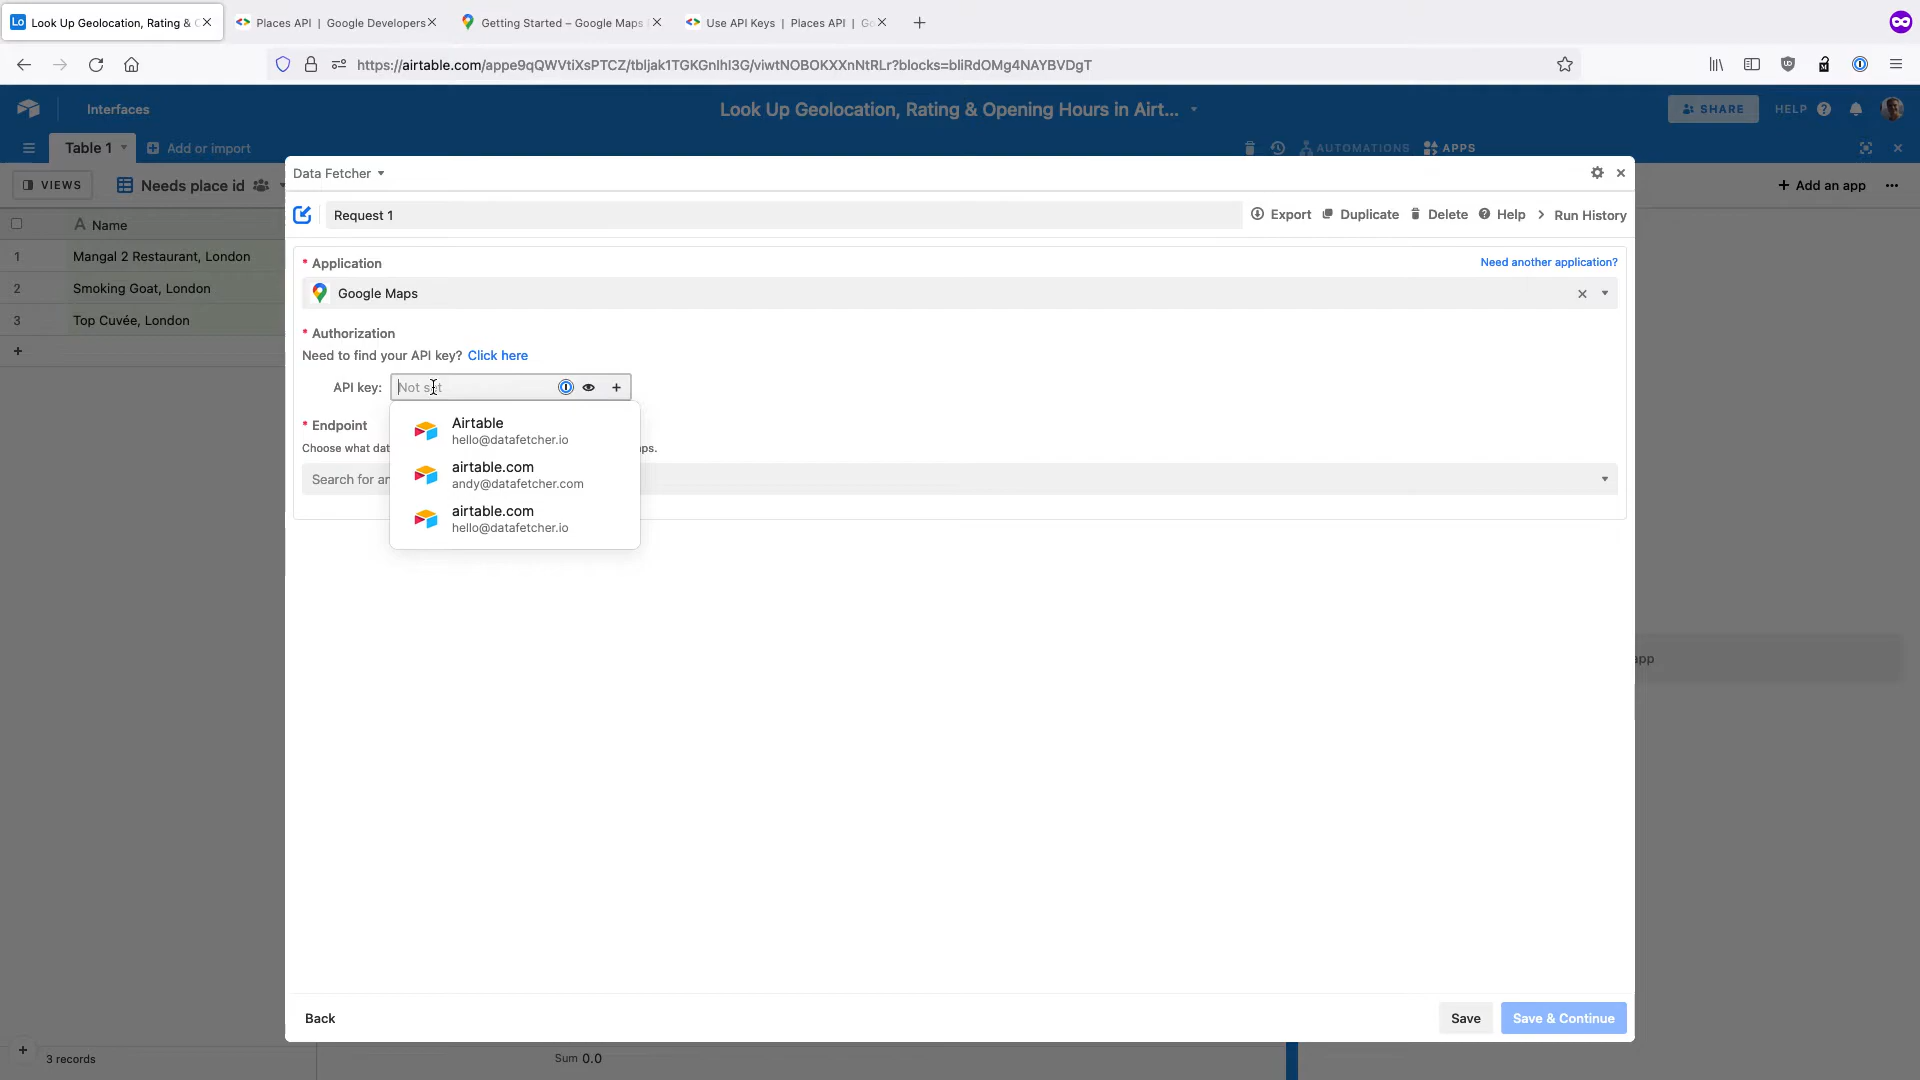 Lo Look Up Geolocation, Rating &
Places API | Google Developers
Getting Started – Google Maps
Use API Keys | Places API |
https://airtable.com/appe9qQWVtiXsPTCZ/tbljak1TGKGnIhI3G/viwtNOBOKXXnNtRLr?blocks=bliRdOMg4NAYBVDgT
Interfaces
Look Up Geolocation, Rating & Opening Hours in Airt...
SHARE
HELP
Table 1
Add or import
AUTOMATIONS
APPS
VIEWS
Needs place id
Add an app
Name
1 Mangal 2 Restaurant, London
2 Smoking Goat, London
3 Top Cuvée, London
Data Fetcher
Request 1
Export
Duplicate
Delete
Help
Run History
* Application
Need another application?
Google Maps
* Authorization
Need to find your API key? Click here
API key:
Not set
* Endpoint
Choose what dat
ps.
Search for an
Airtable
hello@datafetcher.io
airtable.com
andy@datafetcher.com
airtable.com
hello@datafetcher.io
app
Back
Save
Save & Continue
3 records
Sum 0.0